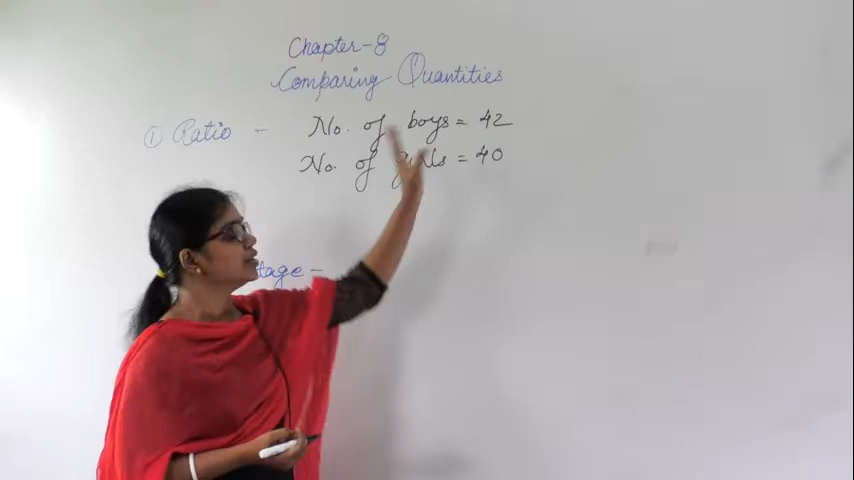 Chapter-8
Comparing Quantities
① Ratio - No. of boys = 42
No. of girls = 40
tage -